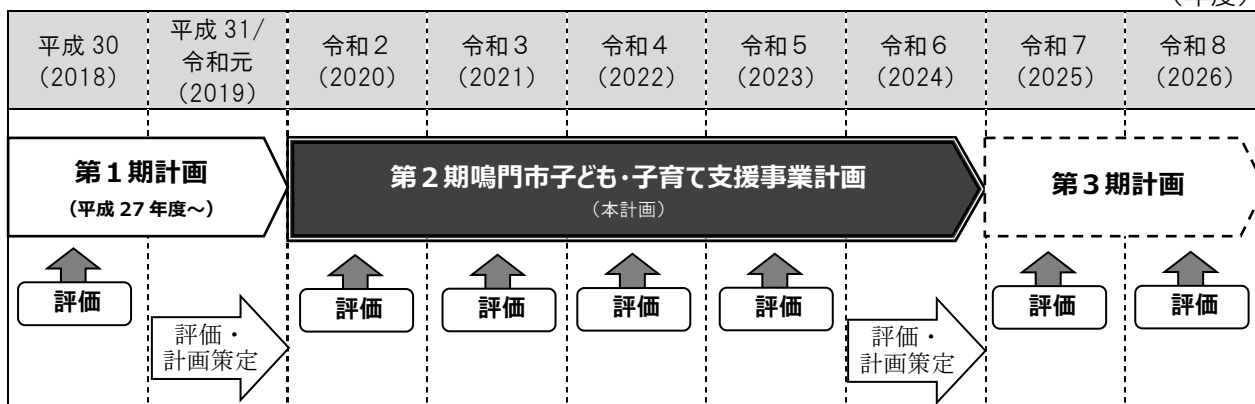 （年度）
平成 30
（2018）
平成 31/
令和元
（2019）
令和２
（2020）
令和３
（2021）
令和４
（2022）
令和５
（2023）
令和６
（2024）
令和７
（2025）
令和８
（2026）
第１期計画
（平成 27 年度～）
第２期鳴門市子ども・子育て支援事業計画
（本計画）
第３期計画
評価
評価・
計画策定
評価
評価
評価
評価
評価・
計画策定
評価
評価